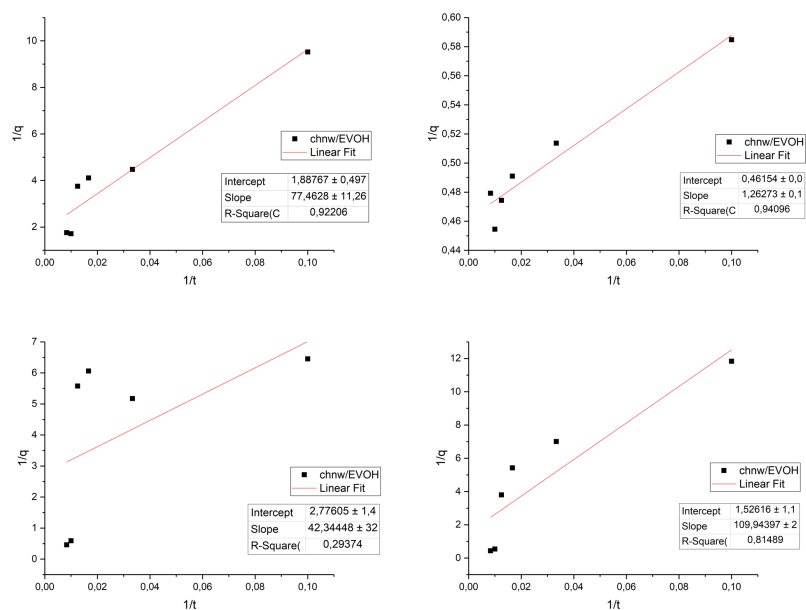 10
8
6
4
2
1/q
0,00 0,02 0,04 0,06 0,08 0,10
1/t
chnw/EVOH
Linear Fit
Intercept 1,88767 ± 0,497
Slope 77,4628 ± 11,26
R-Square(C 0,92206
0,60
0,58
0,56
0,54
0,52
0,50
0,48
0,46
0,44
1/q
0,00 0,02 0,04 0,06 0,08 0,10
1/t
chnw/EVOH
Linear Fit
Intercept 0,46154 ± 0,0
Slope 1,26273 ± 0,1
R-Square(C 0,94096
7
6
5
4
3
2
1
0
1/q
0,00 0,02 0,04 0,06 0,08 0,10
1/t
chnw/EVOH
Linear Fit
Intercept 2,77605 ± 1,4
Slope 42,34448 ± 32
R-Square( 0,29374
12
10
8
6
4
2
0
1/q
0,00 0,02 0,04 0,06 0,08 0,10
1/t
chnw/EVOH
Linear Fit
Intercept 1,52616 ± 1,1
Slope 109,94397 ± 2
R-Square( 0,81489